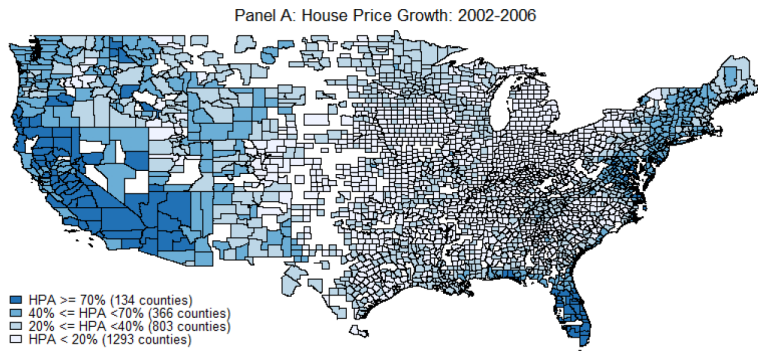 Panel A: House Price Growth: 2002-2006
HPA >= 70% (134 counties)
40% <= HPA <70% (366 counties)
20% <= HPA <40% (803 counties)
HPA < 20% (1293 counties)